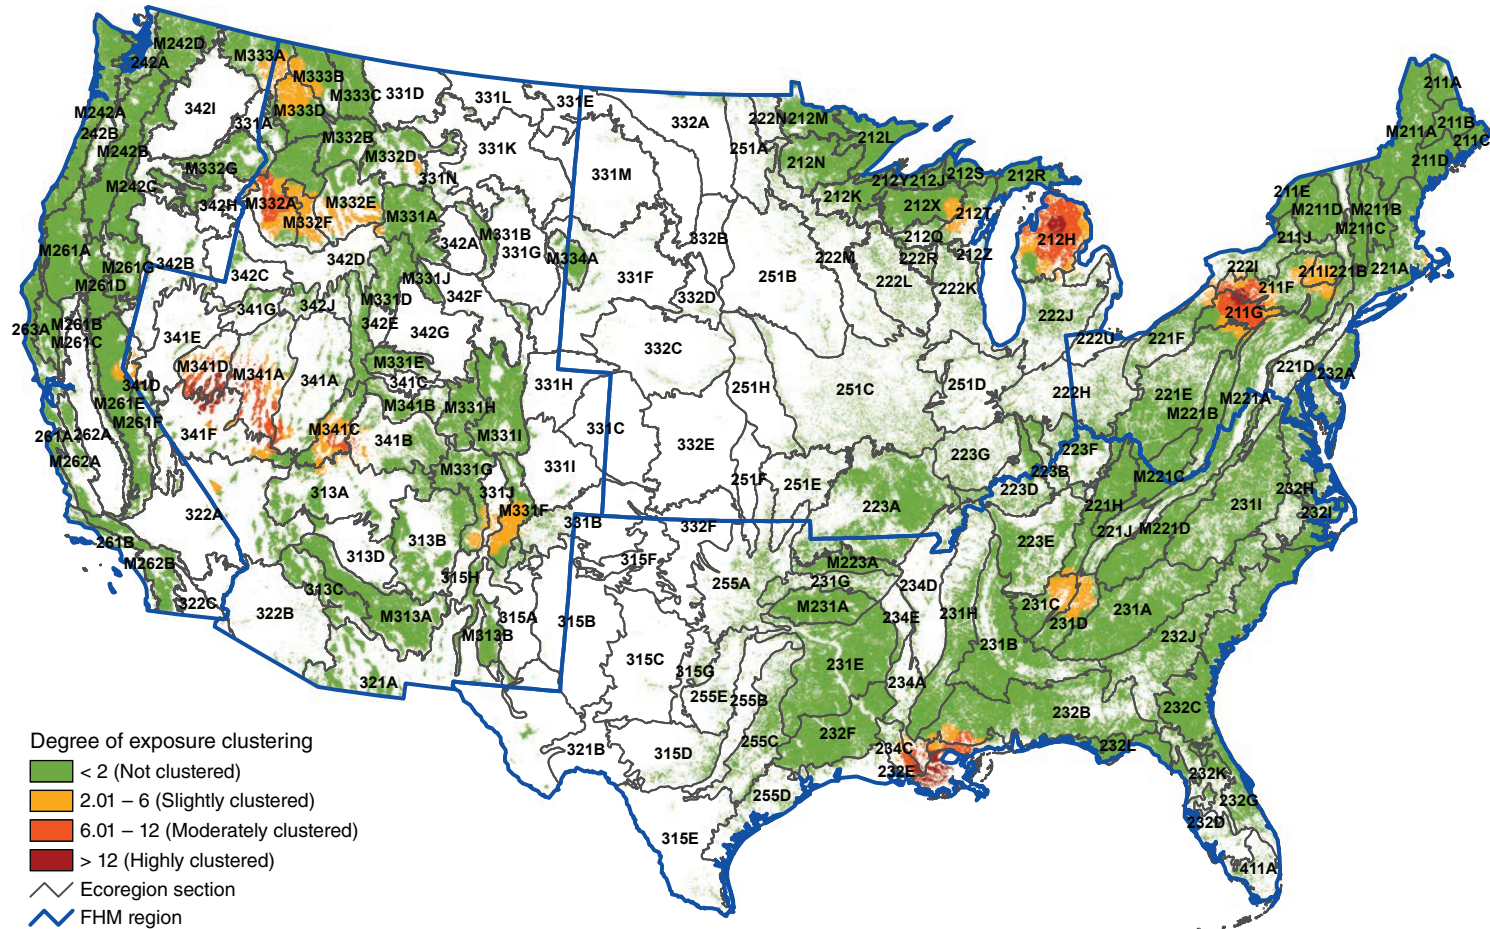 M242D
242A
M333A
M333B
M333C
331D
331L
331E
M333D
342I
331A
M242A
242B
M242B
M332B
M332D
331K
331N
M332G
M242C
342H
M332A
M332E
M332F
M331A
332A
222N
212M
251A
212L
212N
331M
212Y
212J
212S
212R
212K
212X
212T
212Q
212H
212Z
211A
211B
M211A
211C
211D
211E
M211D
M211B
M211C
211J
222I
211I
221B
221A
211F
211G
M261A
M261G
342B
M261D
342C
342D
342A
M331B
331G
M334A
332B
331F
332D
251B
222M
222R
222L
222K
222J
M331J
342F
M331D
341G
342J
263A
M261B
M261C
341E
342E
342G
332C
222U
221F
M341D
M341A
341D
341A
M331E
341C
M341B
M331H
331H
251H
251C
251D
222H
221E
M221B
M221A
221D
232A
M261E
M261F
341F
261A
262A
M262A
M341C
341B
M331I
331C
332E
M331G
331I
223G
223F
223B
M221C
313A
331J
M331F
322A
331B
251F
251E
223A
223D
221H
221J
M221D
231I
232H
232I
332F
261B
M262B
313D
313B
315H
315F
255A
M223A
231G
M231A
234D
223E
322C
322B
313C
M313A
M313B
315A
315B
234E
231H
231C
231D
231A
232J
231B
321A
315C
315G
255E
255B
231E
234A
232B
232C
232F
234C
232E
232L
321B
315D
255C
255D
315E
232K
232G
232D
411A
Degree of exposure clustering
< 2 (Not clustered)
2.01 – 6 (Slightly clustered)
6.01 – 12 (Moderately clustered)
> 12 (Highly clustered)
Ecoregion section
FHM region